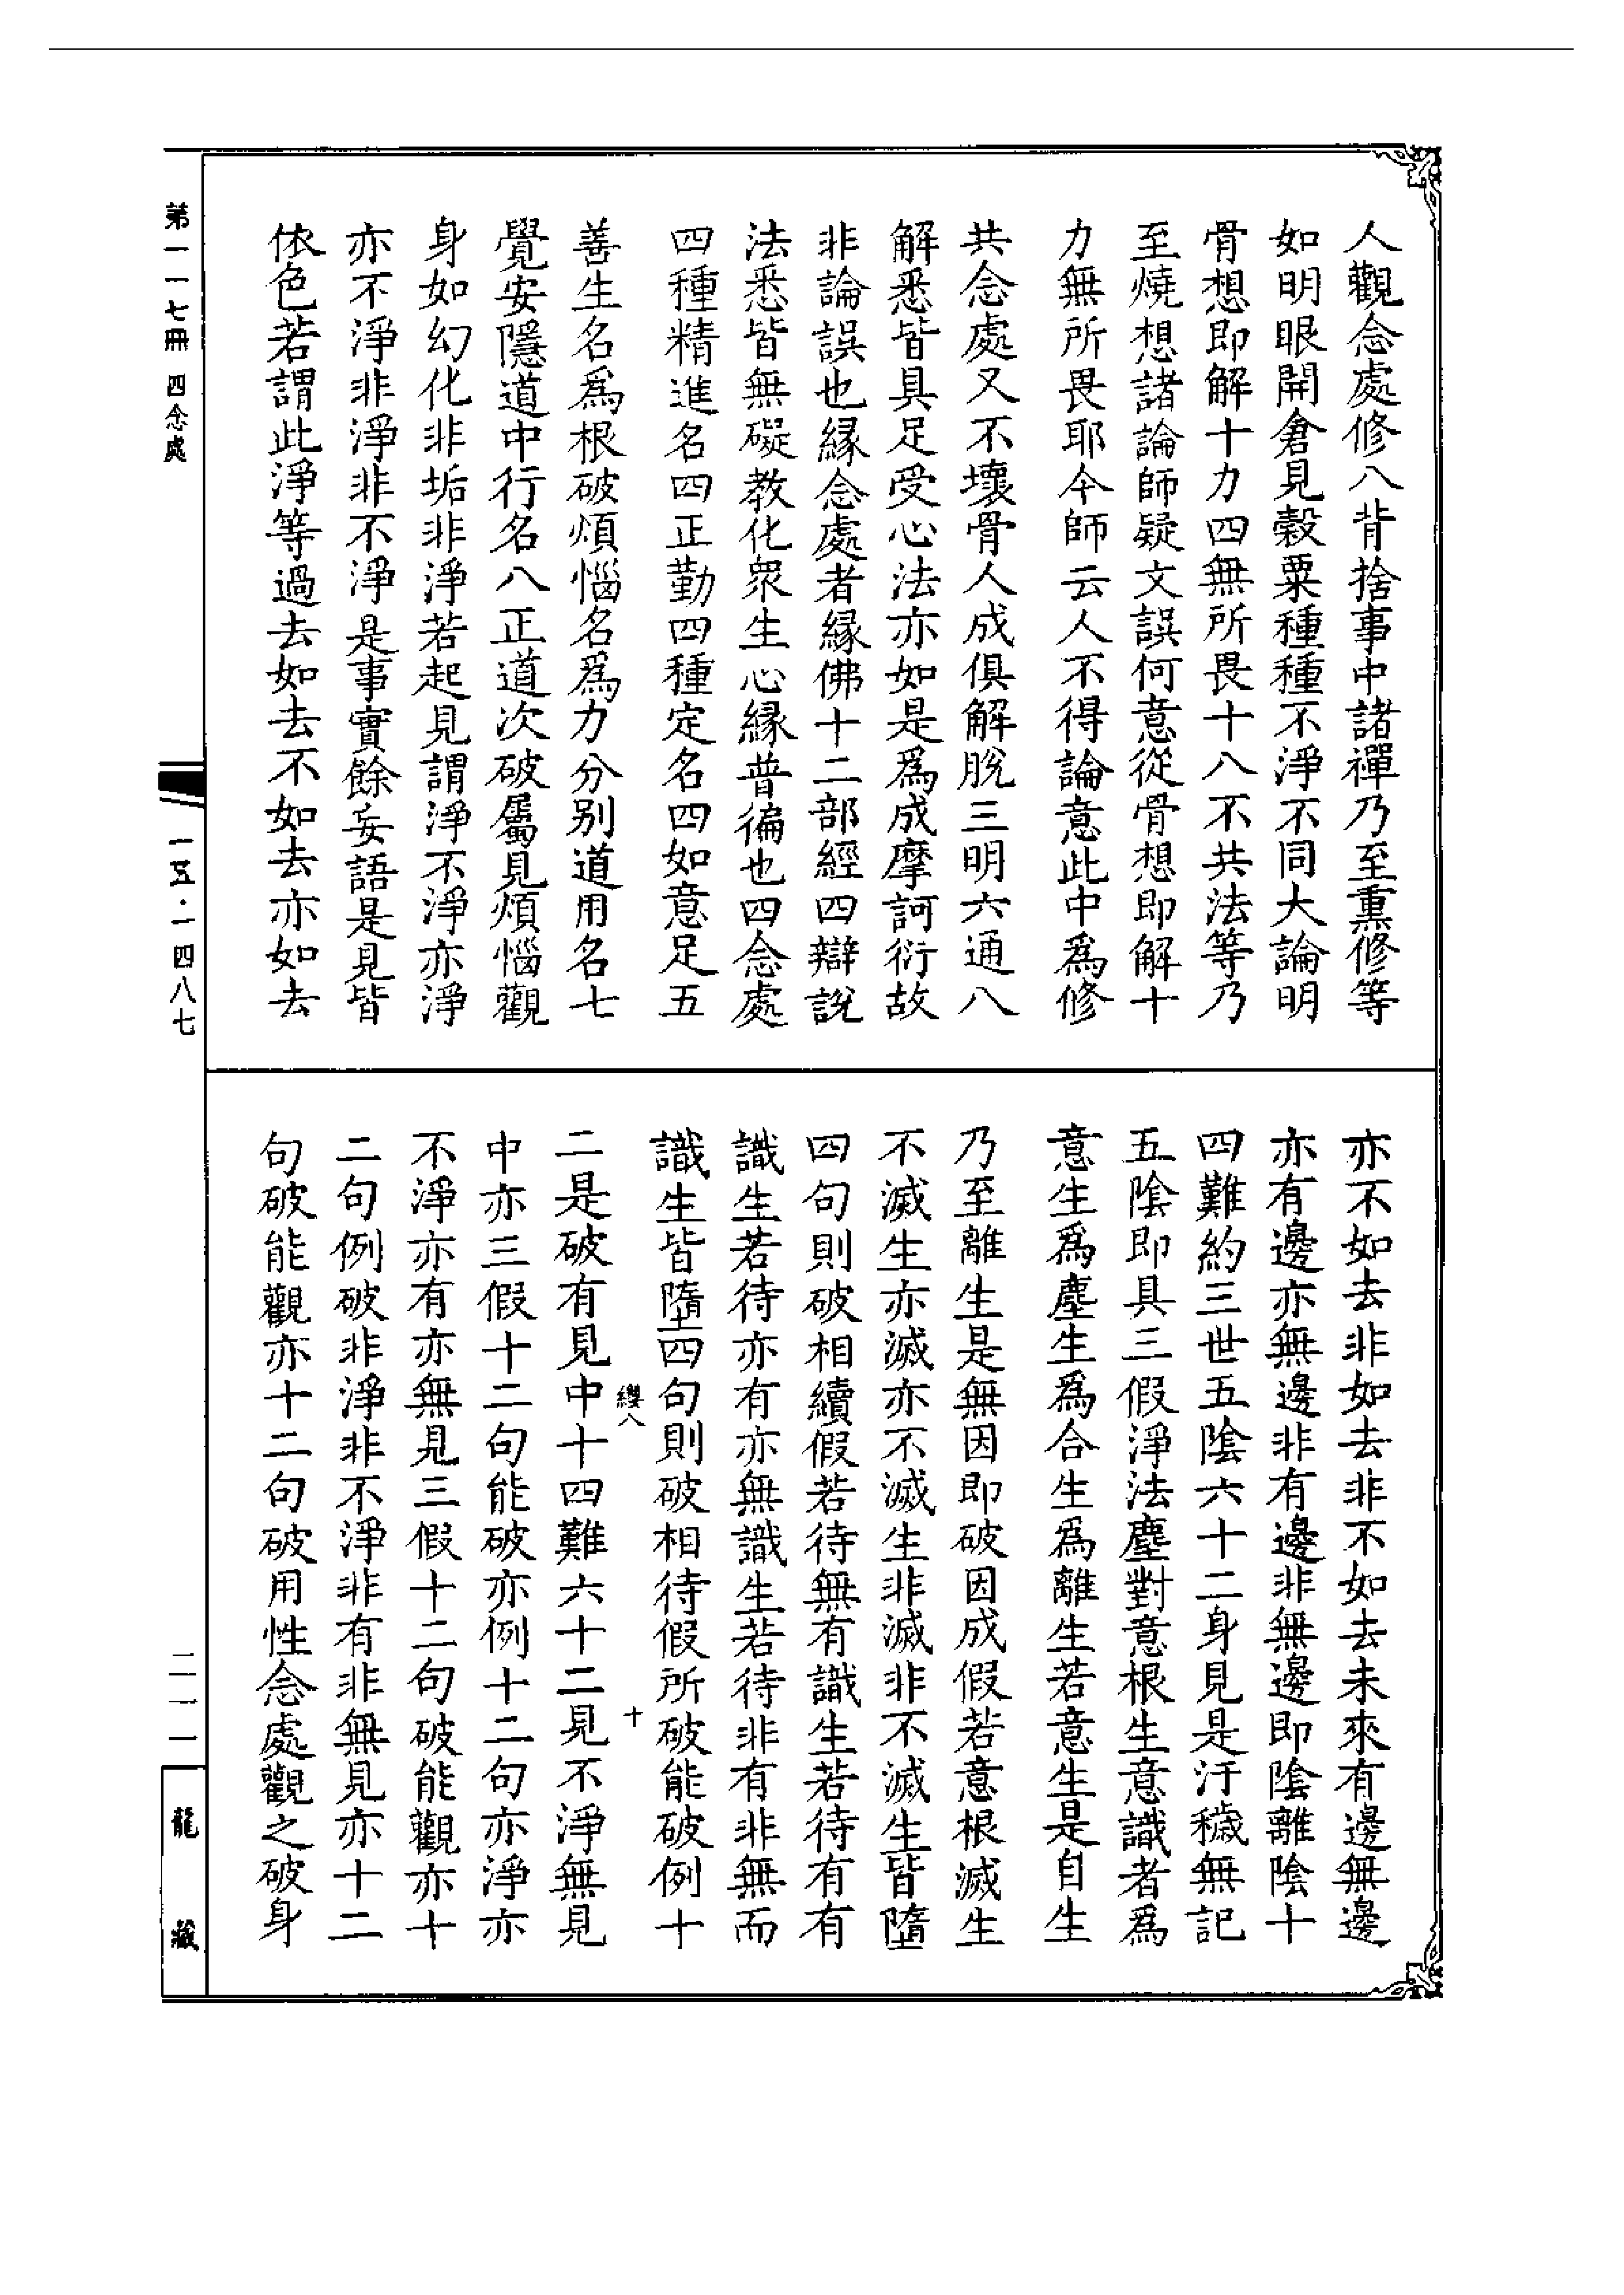 人觀念處修八背捨事中諸禪乃至熏修等
如明眼開倉見穀粟種種不淨不同大論明
骨想即解十力四無所畏十八不共法等乃
至燒想諸論師疑文誤何意從骨想即解十
力無所畏耶今師云人不得論意此中為修
共念處又不壞骨人成俱解脫三明六通八
解悉皆具足受心法亦如是為成摩訶衍故
非論誤也緣念處者緣佛十二部經四辯說
法悉皆無礙教化眾生心緣普徧也四念處
四種精進名四正勤四種定名四如意足五
善生名為根破煩惱名為力分別道用名七
覺安隱道中行名八正道次破屬見煩惱觀
身如幻化非垢非淨若起見謂淨不淨亦淨
亦不淨非淨非不淨是事實餘妄語是見皆
依色若謂此淨等過去如去不如去亦如去
亦不如去非如去非不如去未來有邊無邊
亦有邊亦無邊非有邊非無邊即陰離陰十
四難約三世五陰六十二身見是汙穢無記
五陰即具三假淨法塵對意根生意識者為
意生為塵生為合生為離生若意生是自生
乃至離生是無因即破因成假若意根滅生
不滅生亦滅亦不滅生非滅非不滅生皆墮
四句則破相續假若待無有識生若待有有
識生若待亦有亦無識生若待非有非無而
識生皆墮四句則破相待假所破能破例十
纓八
十
二是破有見中十四難六十二見不淨無見
中亦三假十二句能破亦例十二句亦淨亦
不淨亦有亦無見三假十二句破能觀亦十
二句例破非淨非不淨非有非無見亦十二
句破能觀亦十二句破用性念處觀之破身
第一一七冊 四念處
一五·一四八七
二一一
龍藏